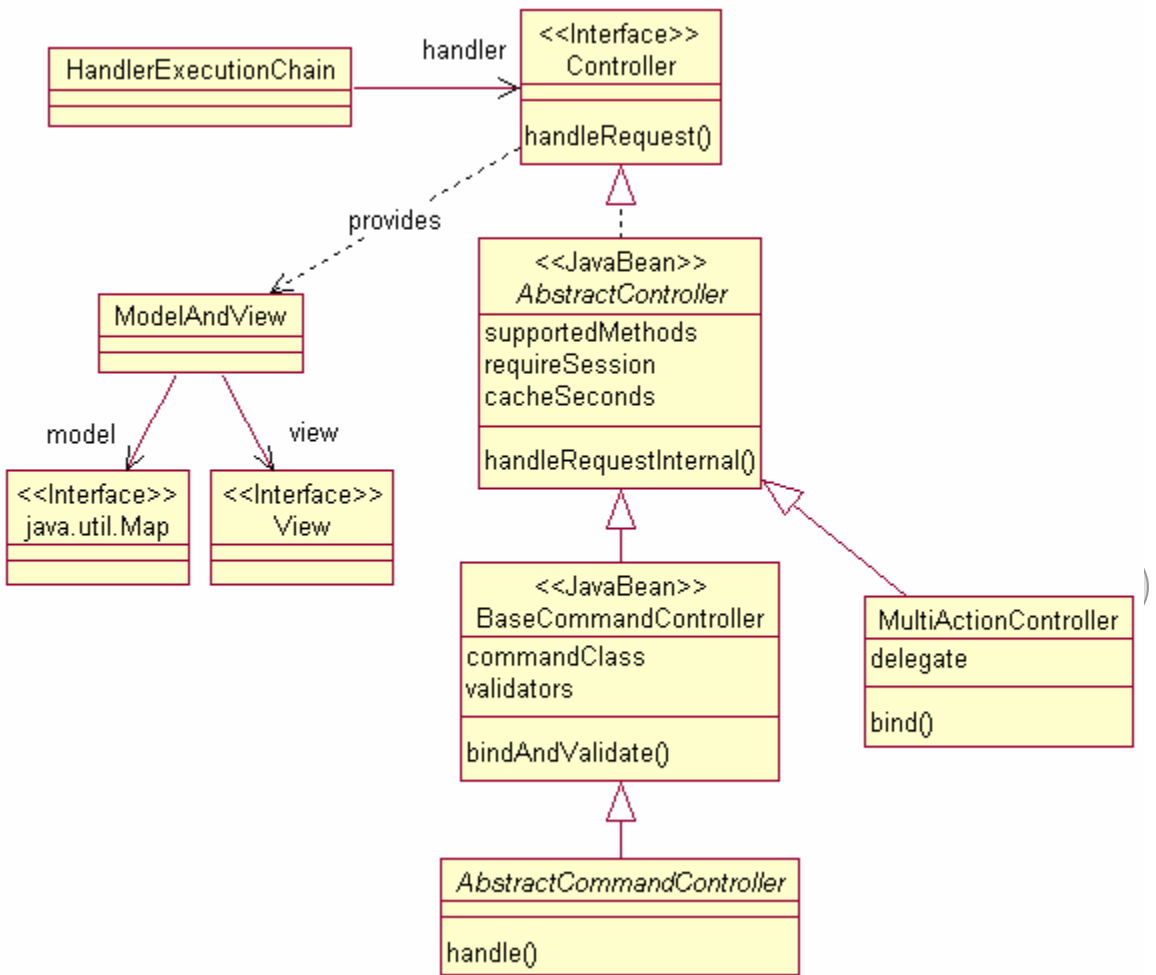 HandlerExecutionChain
handler
<<Interface>>
Controller
handleRequest()
provides
ModelAndView
model
view
<<Interface>>
java.util.Map
<<Interface>>
View
<<JavaBean>>
AbstractController
supportedMethods
requireSession
cacheSeconds
handleRequestInternal()
<<JavaBean>>
BaseCommandController
commandClass
validators
bindAndValidate()
MultiActionController
delegate
bind()
)
AbstractCommandController
handle()